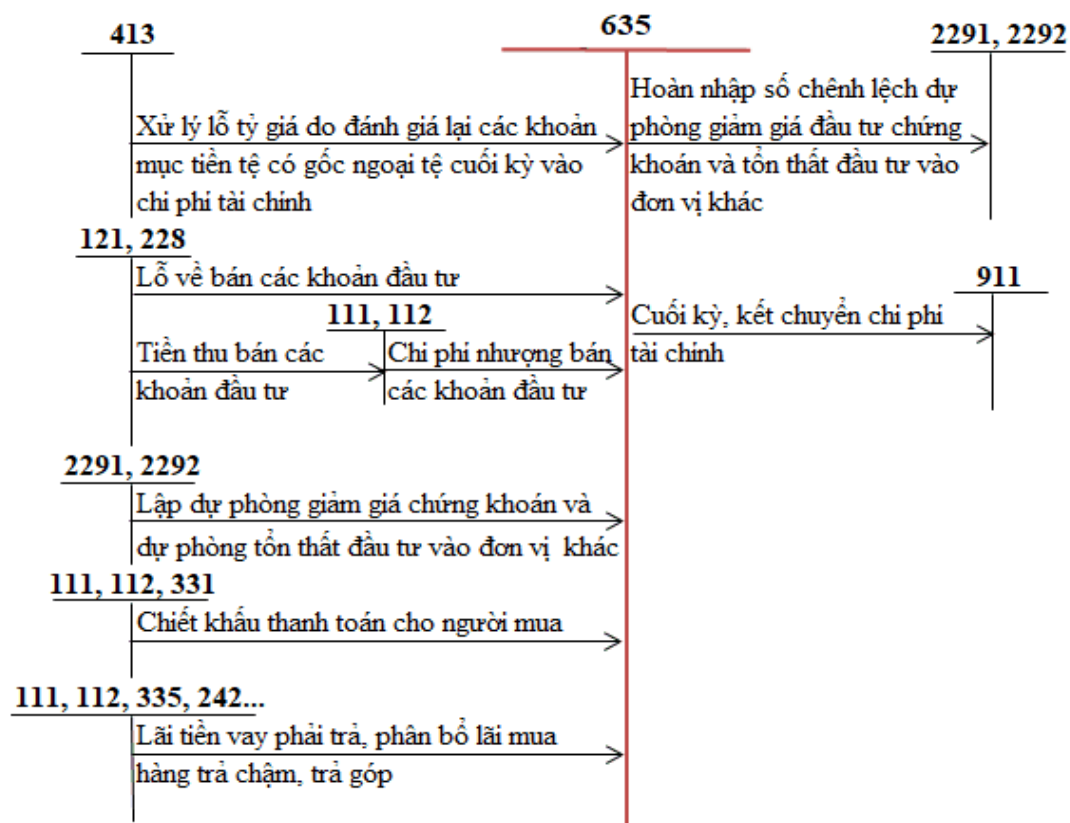 413
635
2291, 2292
Xử lý lỗ tỷ giá do đánh giá lại các khoản
mục tiền tệ có gốc ngoại tệ cuối kỳ vào
chi phí tài chính
Hoàn nhập số chênh lệch dự
phòng giảm giá đầu tư chứng
khoán và tổn thất đầu tư vào
đơn vị khác
121, 228
Lỗ về bán các khoản đầu tư
911
111, 112
Cuối kỳ, kết chuyển chi phí
tài chính
Tiền thu bán các
khoản đầu tư
Chi phí nhượng bán
các khoản đầu tư
2291, 2292
Lập dự phòng giảm giá chứng khoán và
dự phòng tổn thất đầu tư vào đơn vị khác
111, 112, 331
Chiết khấu thanh toán cho người mua
111, 112, 335, 242...
Lãi tiền vay phải trả, phân bổ lãi mua
hàng trả chậm, trả góp